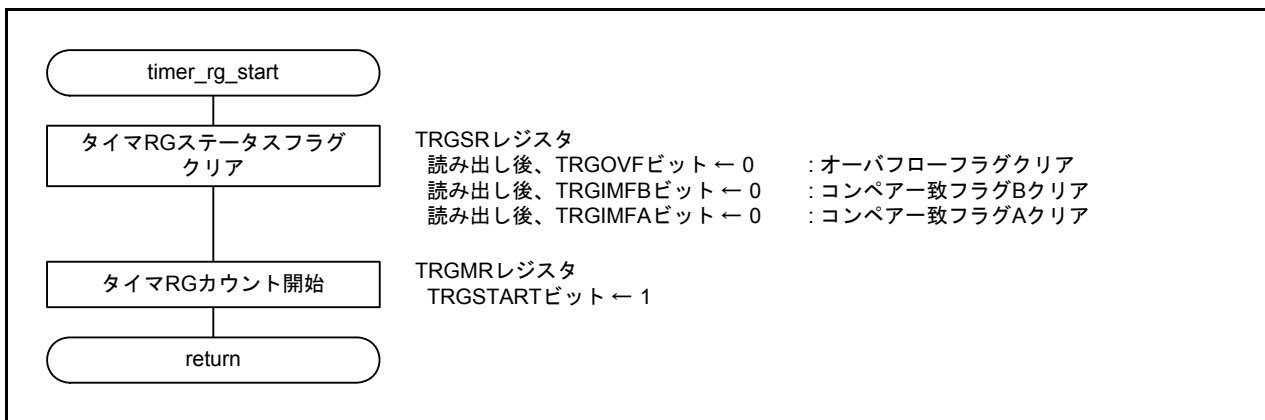 timer_rg_start
タイマRGステータスフラグ
クリア
TRGSRレジスタ
読み出し後、TRGOVFビット ← 0 : オーバフローフラグクリア
読み出し後、TRGIMFBビット ← 0 : コンペアー致フラグBクリア
読み出し後、TRGIMFAビット ← 0 : コンペアー致フラグAクリア
タイマRGカウント開始
TRGMRレジスタ
TRGSTARTビット ← 1
return